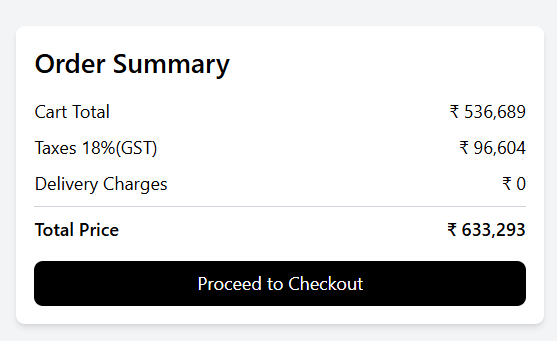 Order Summary
Cart Total ₹ 536,689
Taxes 18%(GST) ₹ 96,604
Delivery Charges ₹ 0
Total Price ₹ 633,293
Proceed to Checkout